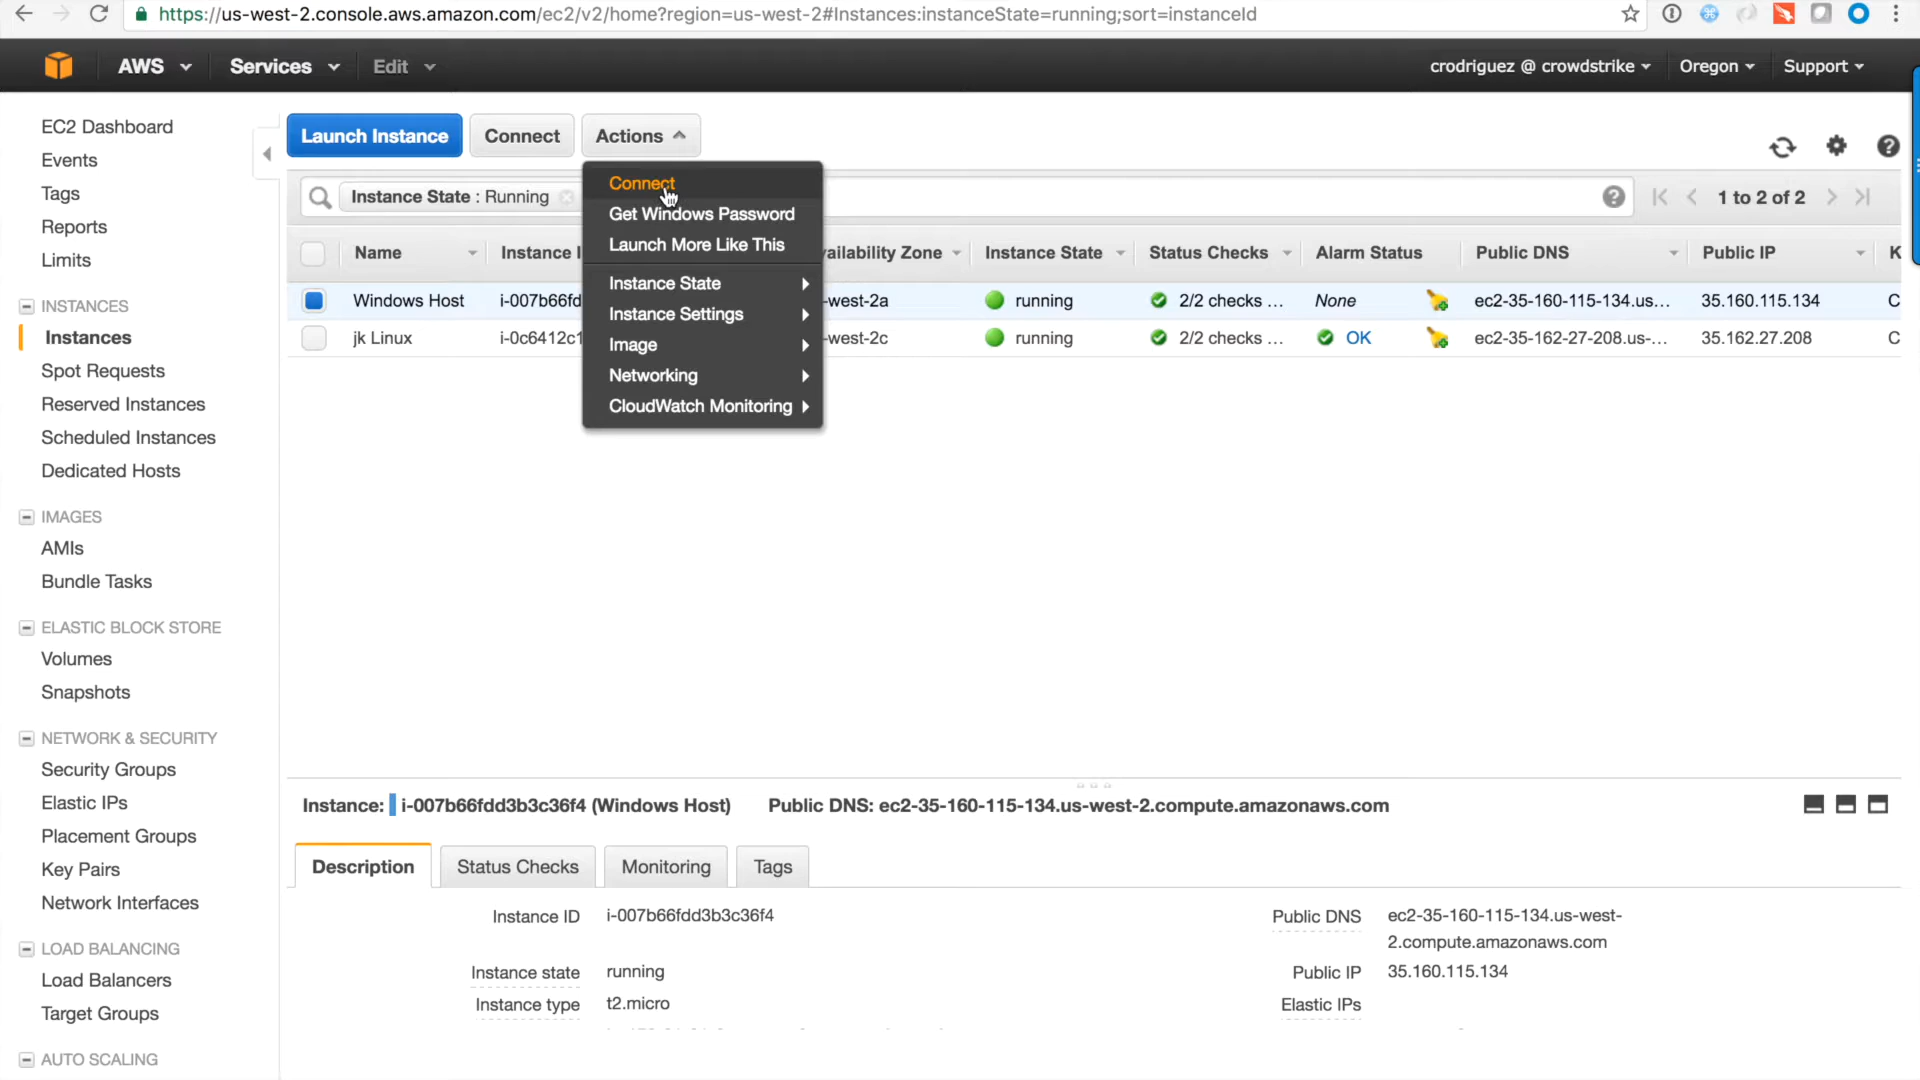 https://us-west-2.console.aws.amazon.com/ec2/v2/home?region=us-west-2#Instances:instanceState=running;sort=instanceId
AWS Services Edit crodriguez @ crowdstrike Oregon Support
EC2 Dashboard
Events
Tags
Reports
Limits
INSTANCES
Instances
Spot Requests
Reserved Instances
Scheduled Instances
Dedicated Hosts
IMAGES
AMIs
Bundle Tasks
ELASTIC BLOCK STORE
Volumes
Snapshots
NETWORK & SECURITY
Security Groups
Elastic IPs
Placement Groups
Key Pairs
Network Interfaces
LOAD BALANCING
Load Balancers
Target Groups
AUTO SCALING
Launch Instance Connect Actions
Instance State : Running 1 to 2 of 2
Connect
Get Windows Password
Launch More Like This
Instance State
Instance Settings
Image
Networking
CloudWatch Monitoring
Name Instance I ailability Zone Instance State Status Checks Alarm Status Public DNS Public IP K
Windows Host i-007b66fd -west-2a running 2/2 checks ... None ec2-35-160-115-134.us... 35.160.115.134 C
jk Linux i-0c6412c1 -west-2c running 2/2 checks ... OK ec2-35-162-27-208.us-... 35.162.27.208 C
Instance: i-007b66fdd3b3c36f4 (Windows Host) Public DNS: ec2-35-160-115-134.us-west-2.compute.amazonaws.com
Description Status Checks Monitoring Tags
Instance ID i-007b66fdd3b3c36f4 Public DNS ec2-35-160-115-134.us-west-
2.compute.amazonaws.com
Instance state running Public IP 35.160.115.134
Instance type t2.micro Elastic IPs